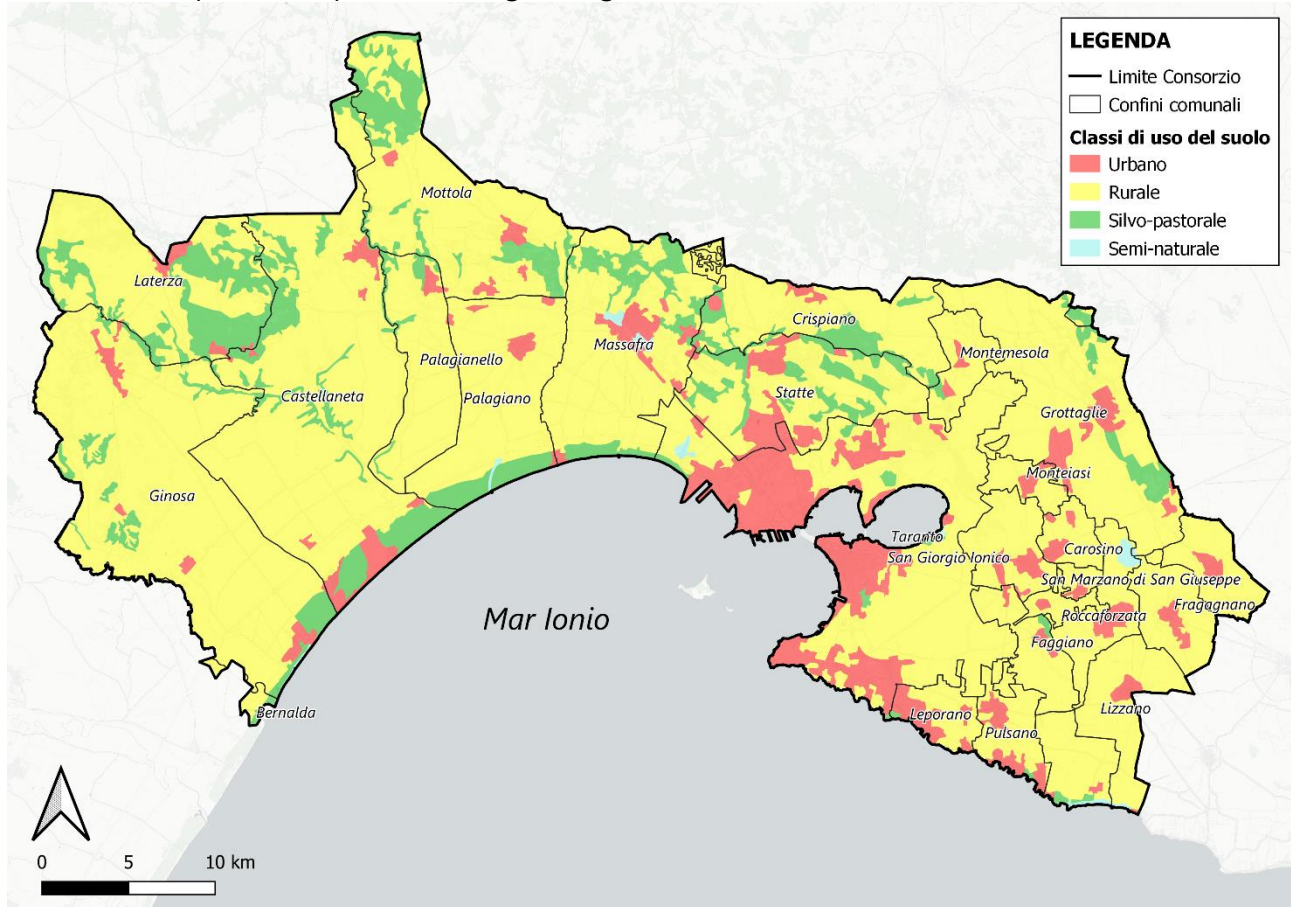 LEGENDA
Limite Consorzio
Confini comunali
Classi di uso del suolo
Urbano
Rurale
Silvo-pastorale
Semi-naturale
Mottola
Laterza
Crispiano
Massafra
Montemesola
Palagianello
Castellaneta
Palagiano
Statte
Grottaglie
Ginosa
Monteiasi
Taranto
Carosino
San Giorgio Ionico
San Marzano di San Giuseppe
Fragagnano
Roccaforzata
Mar Ionio
Faggiano
Bernalda
Leporano
Lizzano
Pulsano
0 5 10 km